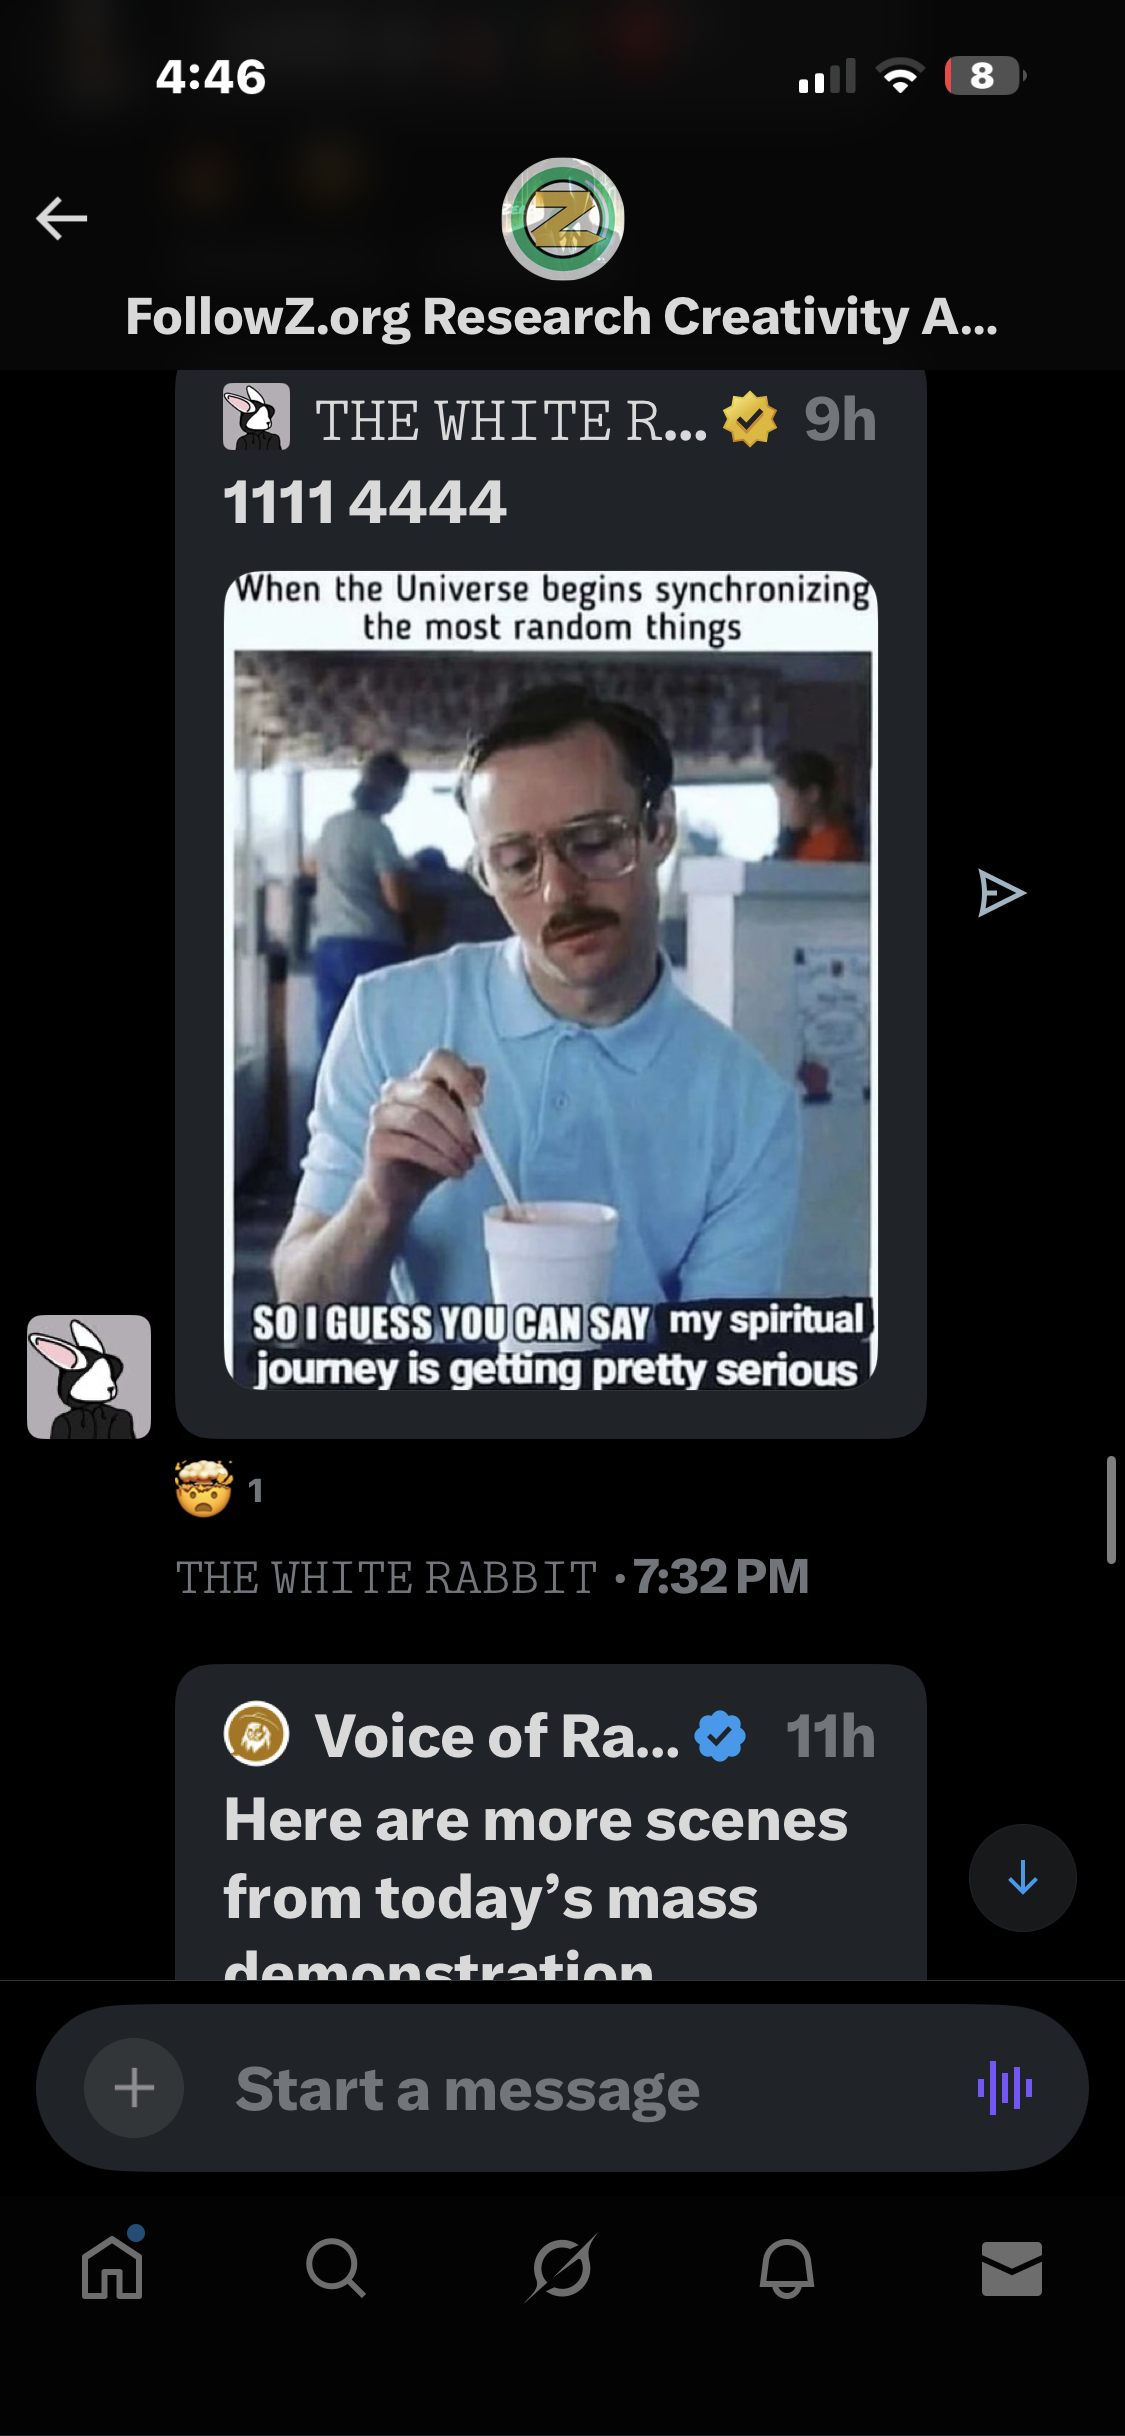 4:46
8
FollowZ.org Research Creativity A...
THE WHITE R...
9h
1111 4444
When the Universe begins synchronizing
the most random things
SO I GUESS YOU CAN SAY my spiritual
journey is getting pretty serious
🤯 1
THE WHITE RABBIT · 7:32 PM
Voice of Ra...
11h
Here are more scenes
from today’s mass
demonstration
Start a message